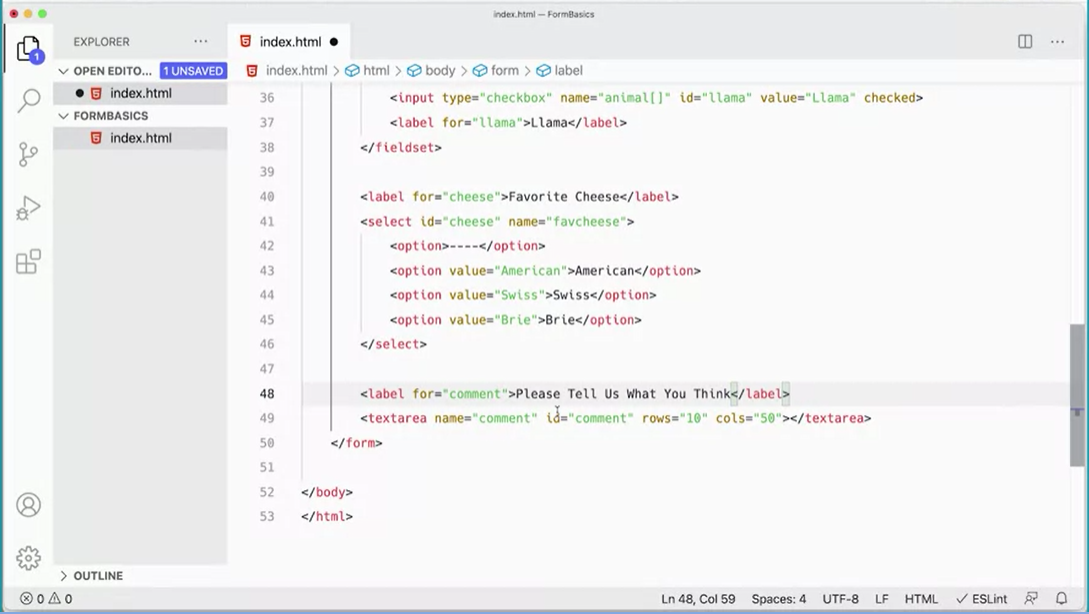 index.html — FormBasics
EXPLORER ···
index.html ●
···
OPEN EDITO... 1 UNSAVED
index.html > html > body > form > label
● index.html
FORMBASICS
index.html
1
36 <input type="checkbox" name="animal[]" id="llama" value="Llama" checked>
37 <label for="llama">Llama</label>
38 </fieldset>
39
40 <label for="cheese">Favorite Cheese</label>
41 <select id="cheese" name="favcheese">
42 <option>----</option>
43 <option value="American">American</option>
44 <option value="Swiss">Swiss</option>
45 <option value="Brie">Brie</option>
46 </select>
47
48 <label for="comment">Please Tell Us What You Think</label>
49 <textarea name="comment" id="comment" rows="10" cols="50"></textarea>
50 </form>
51
52 </body>
53 </html>
OUTLINE
0 0 Ln 48, Col 59 Spaces: 4 UTF-8 LF HTML ESLint